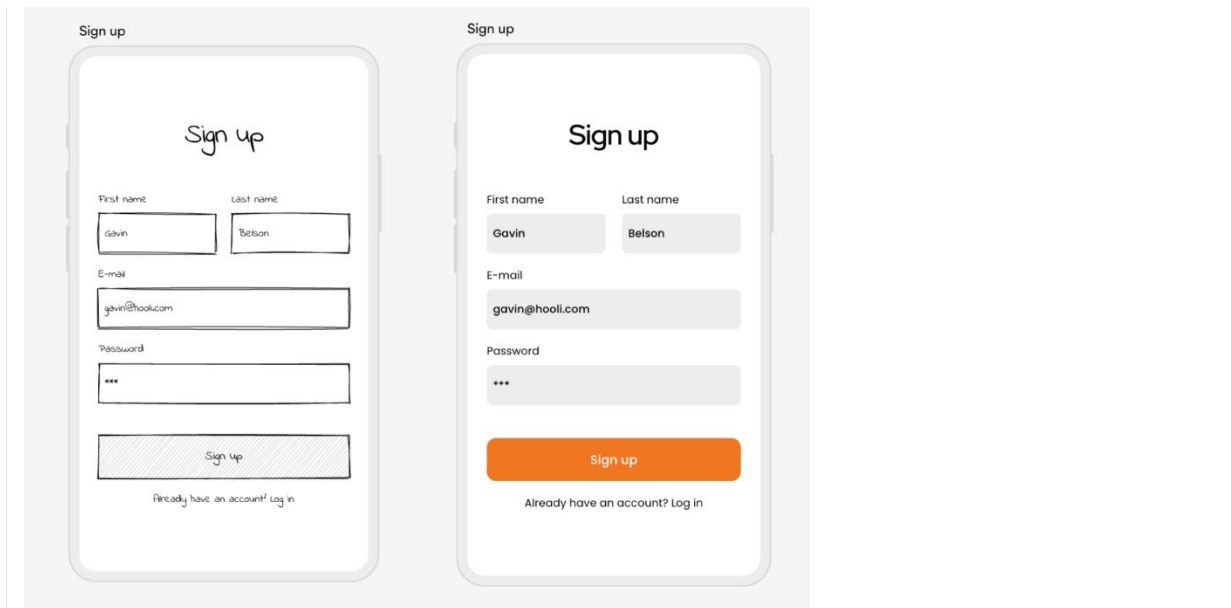 Sign up
Sign up
First name Last name
Gavin Belson
E-mail
gavin@hooli.com
Password
***
Sign up
Already have an account? Log in
Sign up
Sign up
First name Last name
Gavin Belson
E-mail
gavin@hooli.com
Password
***
Sign up
Already have an account? Log in